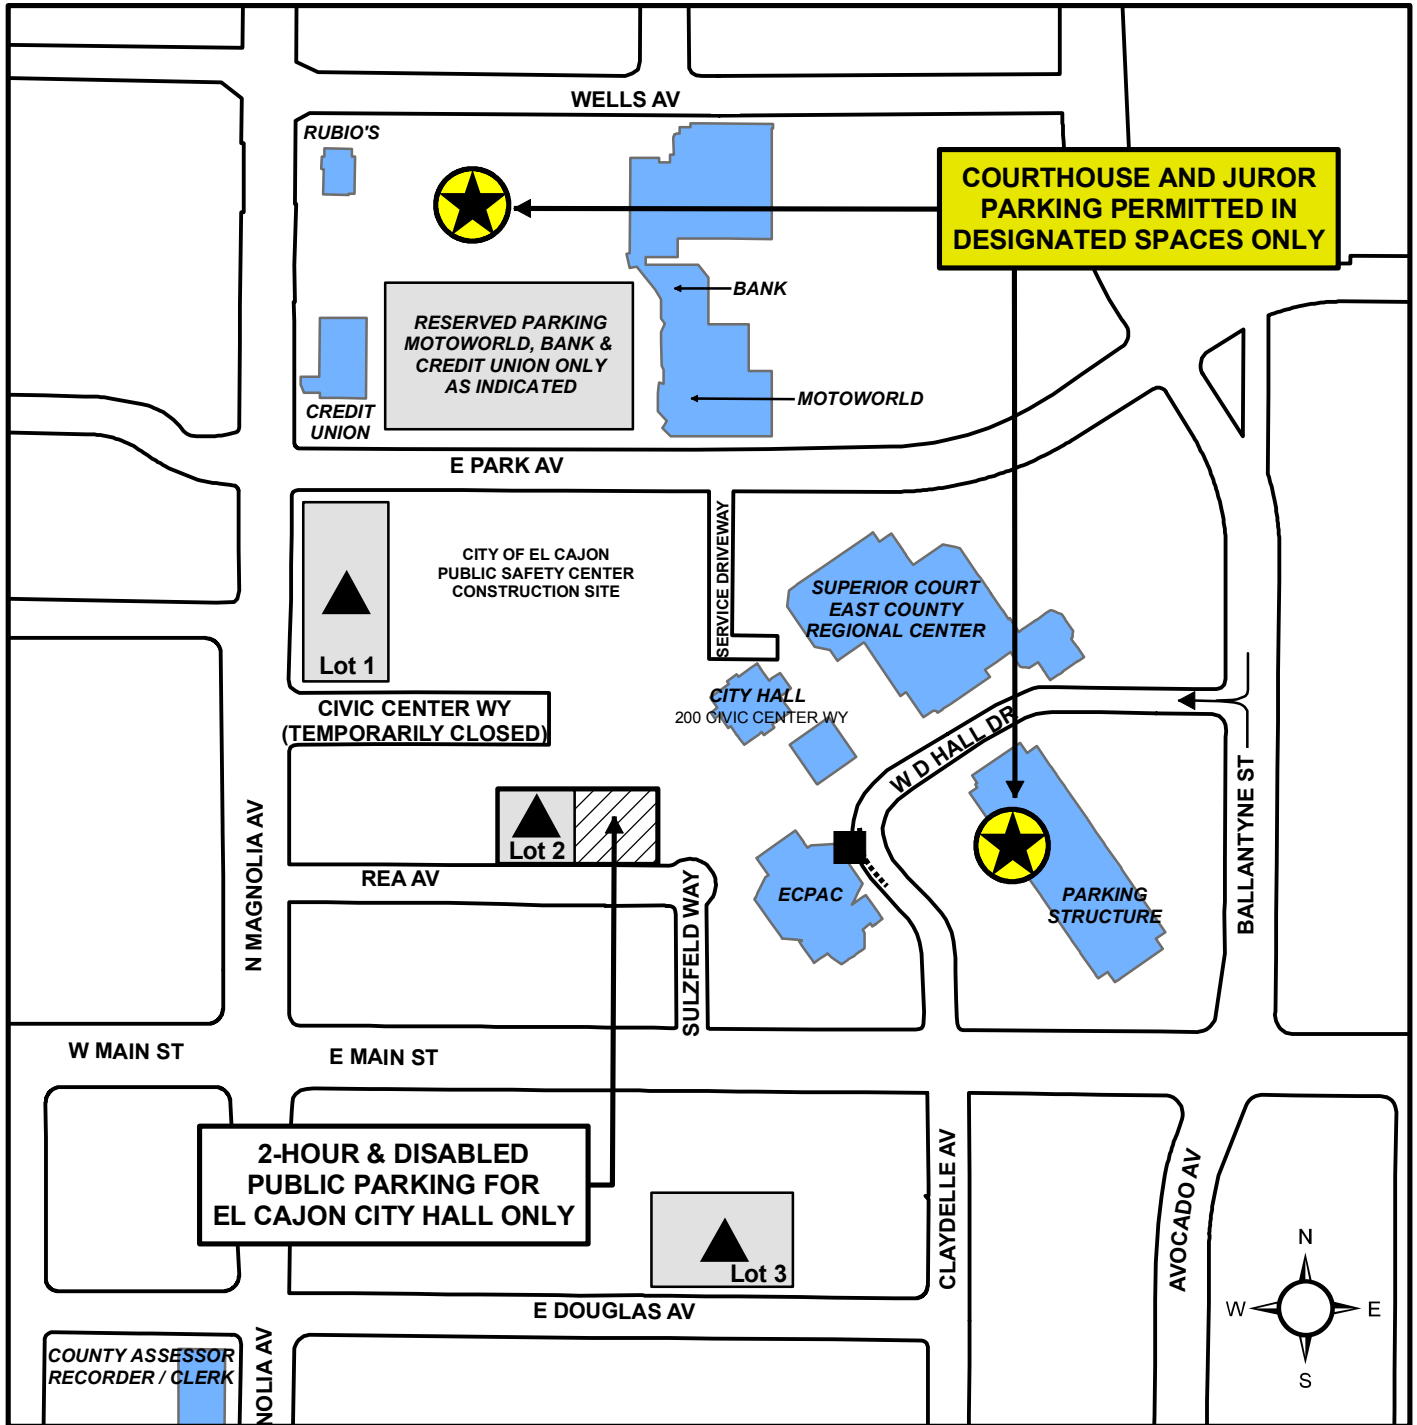 WELLS AV
RUBIO'S
COURTHOUSE AND JUROR
PARKING PERMITTED IN
DESIGNATED SPACES ONLY
BANK
RESERVED PARKING
MOTOWORLD, BANK &
CREDIT UNION ONLY
AS INDICATED
MOTOWORLD
CREDIT
UNION
E PARK AV
SERVICE DRIVEWAY
CITY OF EL CAJON
PUBLIC SAFETY CENTER
CONSTRUCTION SITE
SUPERIOR COURT
EAST COUNTY
REGIONAL CENTER
Lot 1
CIVIC CENTER WY
(TEMPORARILY CLOSED)
CITY HALL
200 CIVIC CENTER WY
W D HALL DR
N MAGNOLIA AV
BALLANTYNE ST
Lot 2
REA AV
SULZFELD WAY
ECPAC
PARKING
STRUCTURE
W MAIN ST
E MAIN ST
2-HOUR & DISABLED
PUBLIC PARKING FOR
EL CAJON CITY HALL ONLY
CLAYDELLE AV
AVOCADO AV
Lot 3
E DOUGLAS AV
N
W
E
S
COUNTY ASSESSOR
RECORDER / CLERK
NOLIA AV